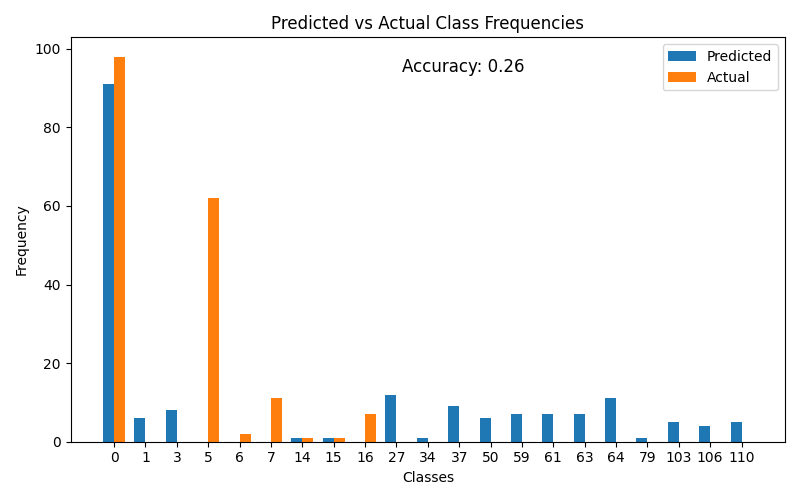 Predicted vs Actual Class Frequencies
Accuracy: 0.26
Predicted
Actual
100
80
60
40
20
0
Frequency
0 1 3 5 6 7 14 15 16 27 34 37 50 59 61 63 64 79 103 106 110
Classes